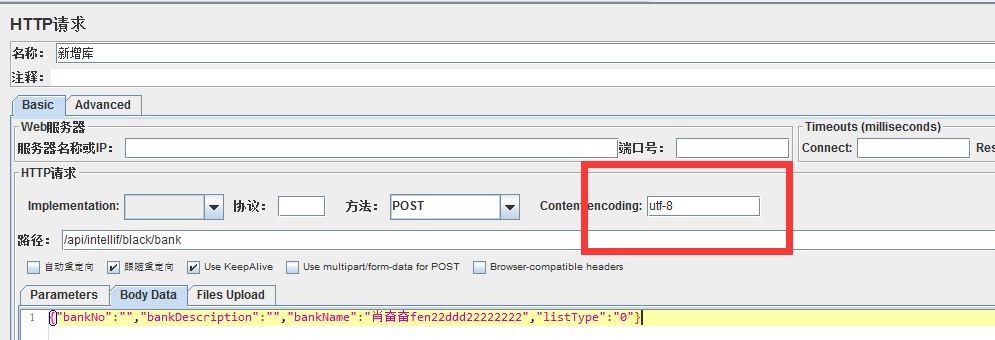 HTTP请求
名称： 新增库
注释：
Basic Advanced
Web服务器 Timeouts (milliseconds)
服务器名称或IP： 端口号： Connect: Res
HTTP请求
Implementation: 协议： 方法： POST Content encoding: utf-8
路径： /api/intellif/black/bank
自动重定向 跟随重定向 Use KeepAlive Use multipart/form-data for POST Browser-compatible headers
Parameters Body Data Files Upload
1 {"bankNo":"","bankDescription":"","bankName":"肖奋奋fen22ddd22222222","listType":"0"}